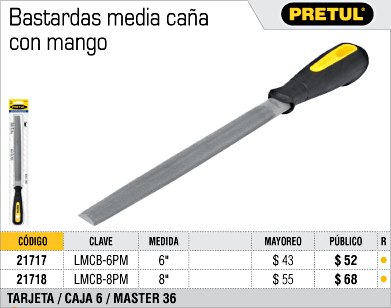 Bastardas media caña
con mango
PRETUL®
CÓDIGO CLAVE MEDIDA MAYOREO PÚBLICO R
21717 LMCB-6PM 6" $ 43 $ 52
21718 LMCB-8PM 8" $ 55 $ 68
TARJETA / CAJA 6 / MASTER 36